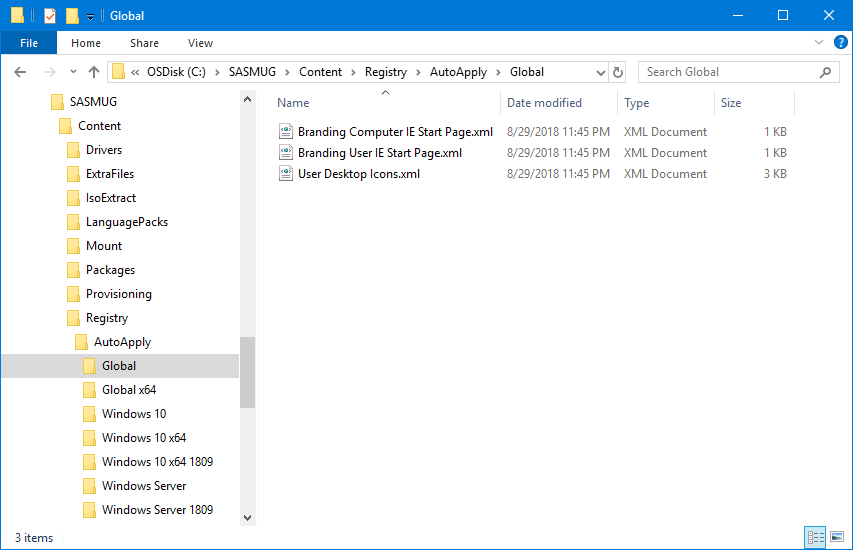 Global
File Home Share View
« OSDisk (C:) > SASMUG > Content > Registry > AutoApply > Global Search Global
SASMUG
Content
Drivers
ExtraFiles
IsoExtract
LanguagePacks
Mount
Packages
Provisioning
Registry
AutoApply
Global
Global x64
Windows 10
Windows 10 x64
Windows 10 x64 1809
Windows Server
Windows Server 1809
Name Date modified Type Size
Branding Computer IE Start Page.xml 8/29/2018 11:45 PM XML Document 1 KB
Branding User IE Start Page.xml 8/29/2018 11:45 PM XML Document 1 KB
User Desktop Icons.xml 8/29/2018 11:45 PM XML Document 3 KB
3 items